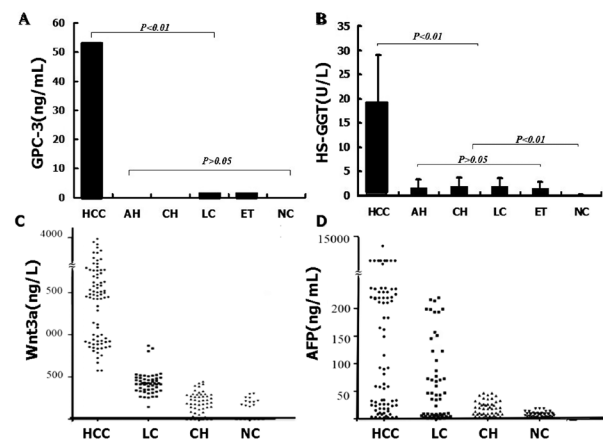 A
GPC-3(ng/mL)
60
50
40
30
20
10
0
P<0.01
P>0.05
HCC AH CH LC ET NC
B
HS-GGT(U/L)
35
30
25
20
15
10
5
0
P<0.01
P<0.01
P>0.05
HCC AH CH LC ET NC
C
Wnt3a(ng/L)
4000
500
000
500
HCC LC CH NC
D
AFP(ng/mL)
15000
200
150
100
50
HCC LC CH NC